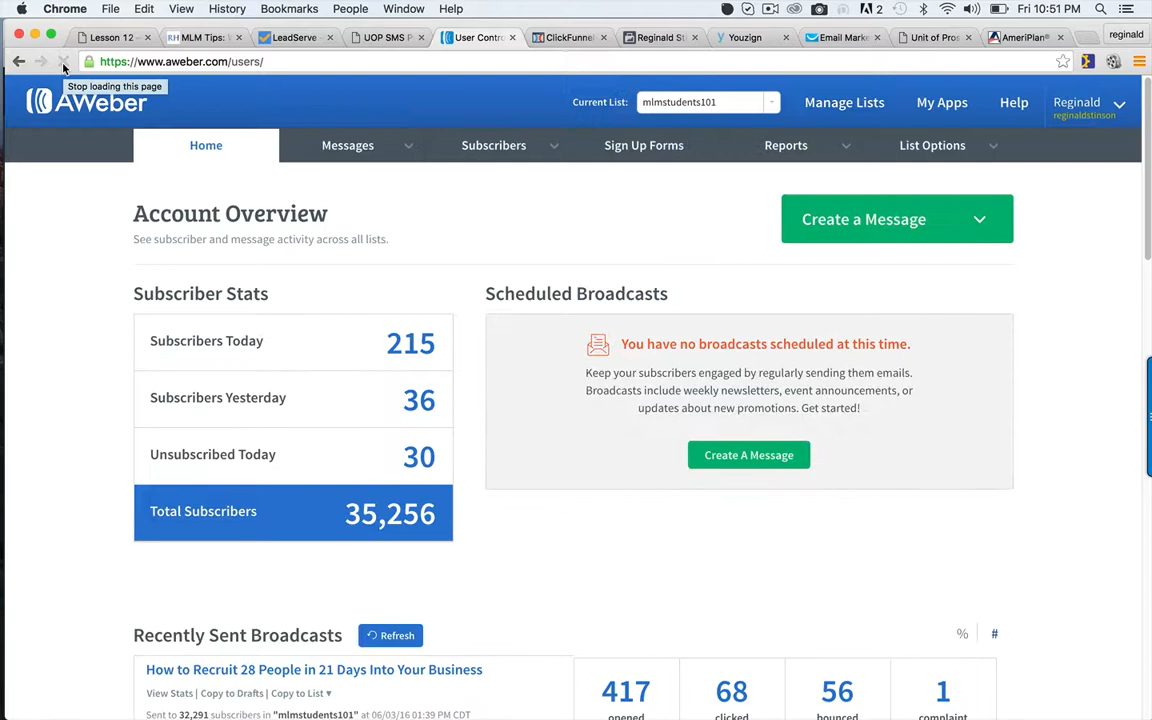 Chrome File Edit View History Bookmarks People Window Help 2 Fri 10:51 PM
Lesson 12 – MLM Tips: LeadServe - UOP SMS P User Contro ClickFunnel Reginald St Youzign Email Mark Unit of Pros AmeriPlan® reginald
https://www.aweber.com/users/
Stop loading this page
AWeber Current List: mlmstudents101 Manage Lists My Apps Help Reginald
reginaldstinson
Home Messages Subscribers Sign Up Forms Reports List Options
Account Overview
See subscriber and message activity across all lists.
Create a Message
Subscriber Stats
Subscribers Today 215
Subscribers Yesterday 36
Unsubscribed Today 30
Total Subscribers 35,256
Scheduled Broadcasts
You have no broadcasts scheduled at this time.
Keep your subscribers engaged by regularly sending them emails.
Broadcasts include weekly newsletters, event announcements, or
updates about new promotions. Get started!
Create A Message
Recently Sent Broadcasts Refresh % #
How to Recruit 28 People in 21 Days Into Your Business
View Stats | Copy to Drafts | Copy to List ▾
Sent to 32,291 subscribers in "mlmstudents101" at 06/03/16 01:39 PM CDT
417 68 56 1
opened clicked bounced complaint